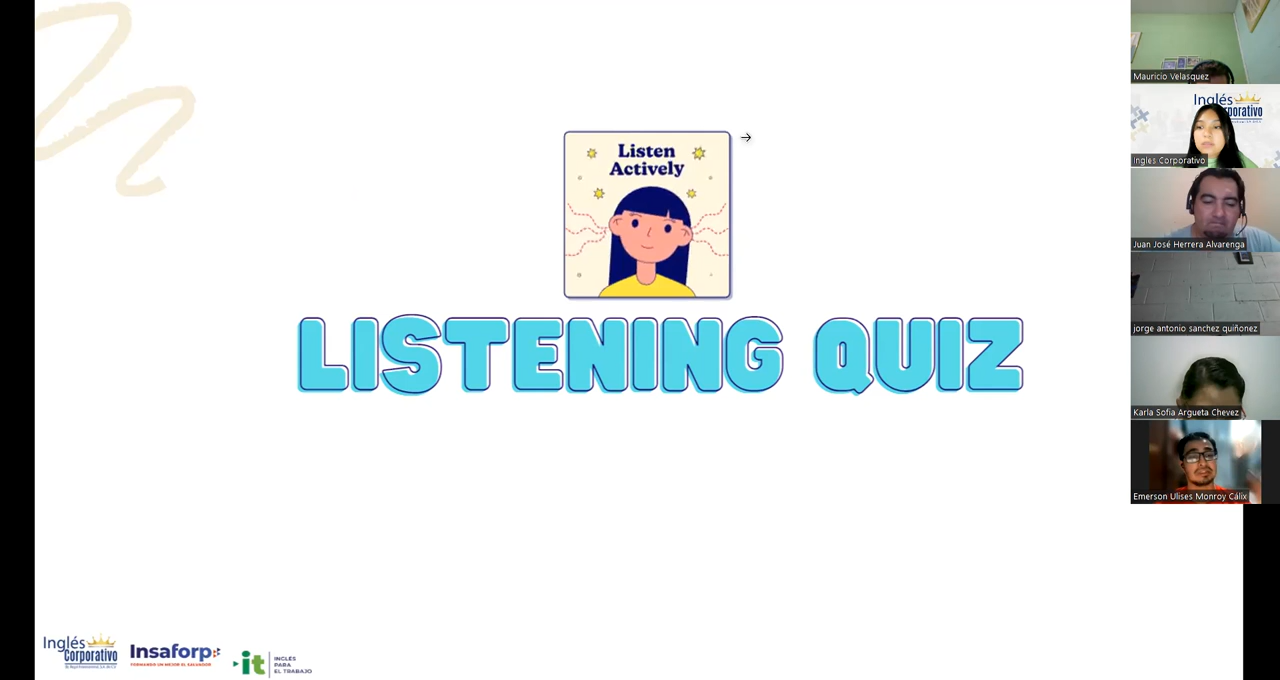 Listen
Actively
LISTENING QUIZ
Mauricio Velasquez
Inglés
Corporativo
Ingles Corporativo
Juan José Herrera Alvarenga
jorge antonio sanchez quiñonez
Karla Sofia Argueta Chevez
Emerson Ulises Monroy Cálix
Inglés
Corporativo
Insaforp
FORMANDO UN MEJOR EL SALVADOR
it
INGLÉS
PARA
EL TRABAJO